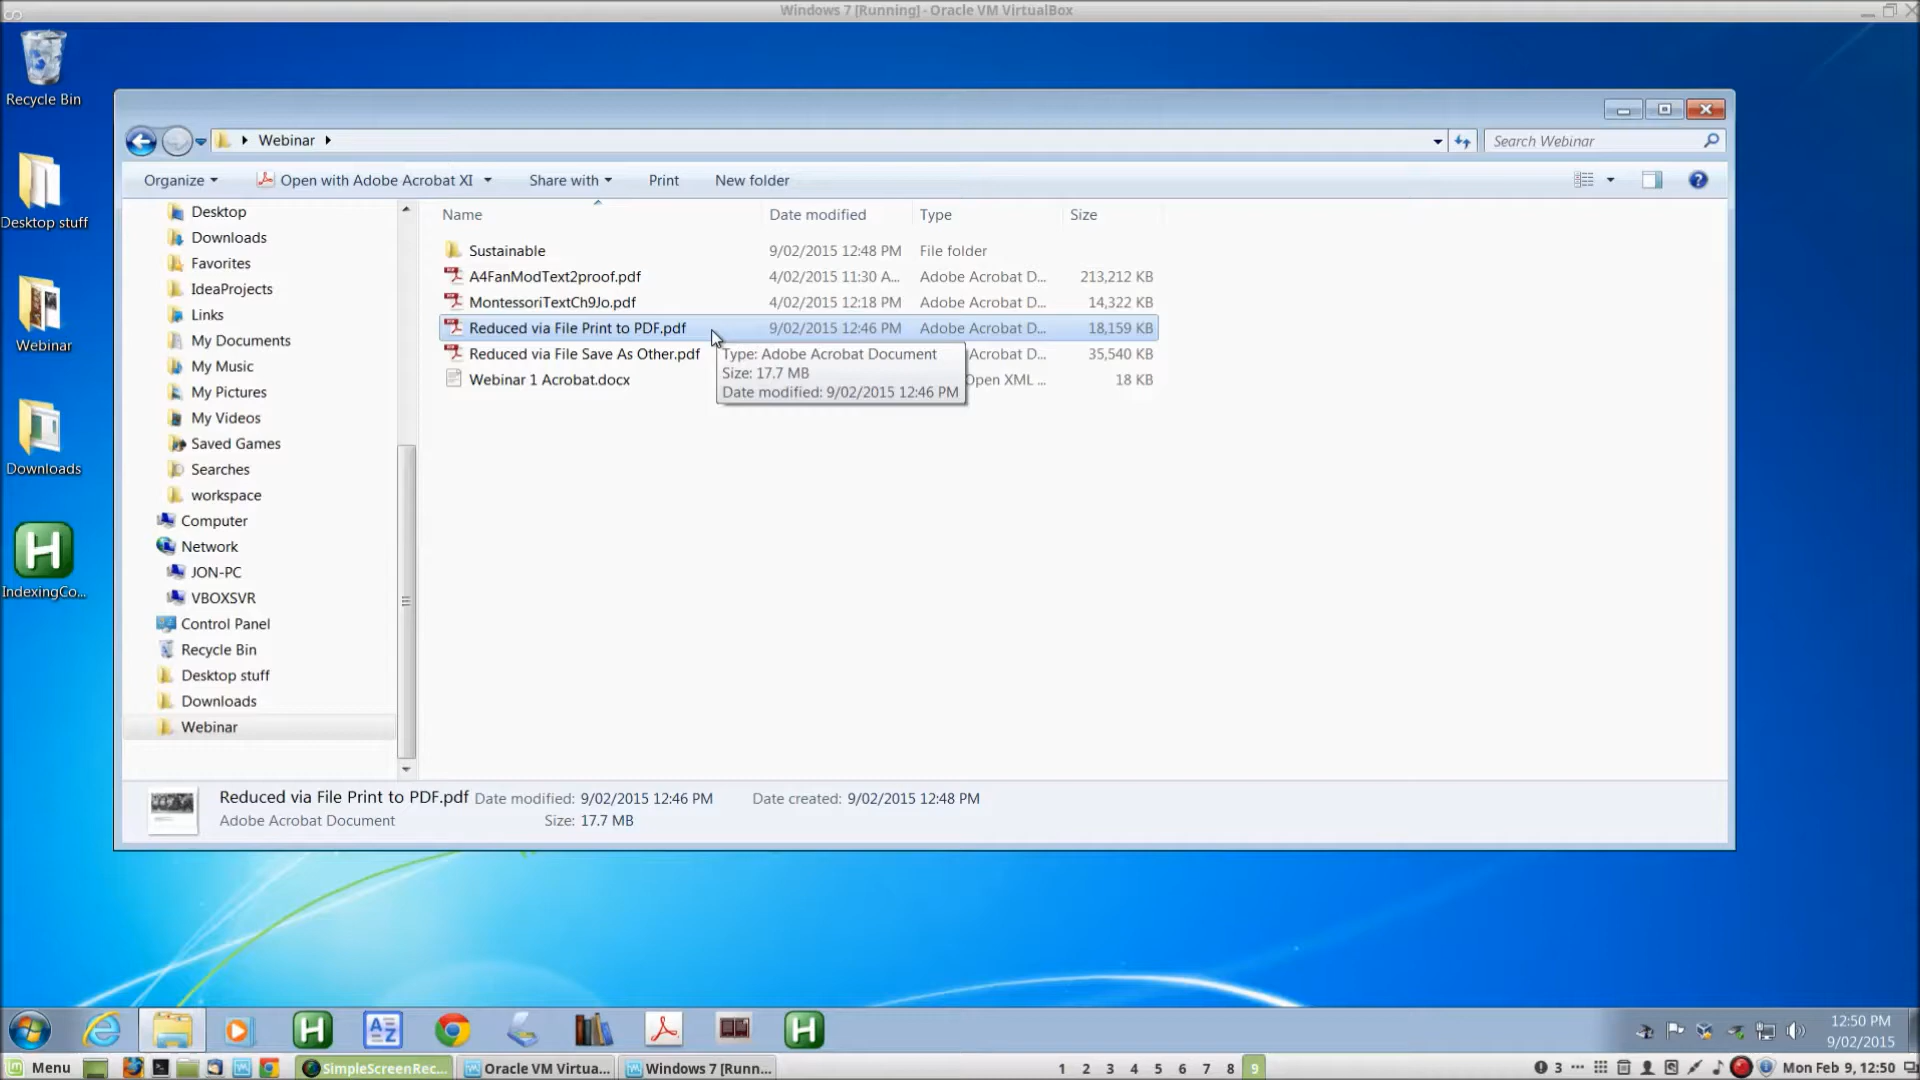 Windows 7 [Running] - Oracle VM VirtualBox
Recycle Bin
Desktop stuff
Webinar
Downloads
IndexingCo...
Webinar
Search Webinar
Organize
Open with Adobe Acrobat XI
Share with
Print
New folder
Desktop
Downloads
Favorites
IdeaProjects
Links
My Documents
My Music
My Pictures
My Videos
Saved Games
Searches
workspace
Computer
Network
JON-PC
VBOXSVR
Control Panel
Recycle Bin
Desktop stuff
Downloads
Webinar
Name Date modified Type Size
Sustainable 9/02/2015 12:48 PM File folder
A4FanModText2proof.pdf 4/02/2015 11:30 A... Adobe Acrobat D... 213,212 KB
MontessoriTextCh9Jo.pdf 4/02/2015 12:18 PM Adobe Acrobat D... 14,322 KB
Reduced via File Print to PDF.pdf 9/02/2015 12:46 PM Adobe Acrobat D... 18,159 KB
Reduced via File Save As Other.pdf Acrobat D... 35,540 KB
Webinar 1 Acrobat.docx Open XML ... 18 KB
Type: Adobe Acrobat Document
Size: 17.7 MB
Date modified: 9/02/2015 12:46 PM
Reduced via File Print to PDF.pdf Date modified: 9/02/2015 12:46 PM Date created: 9/02/2015 12:48 PM
Adobe Acrobat Document Size: 17.7 MB
12:50 PM
9/02/2015
Menu
SimpleScreenRec...
Oracle VM Virtua...
Windows 7 [Runn...
1 2 3 4 5 6 7 8 9
3
Mon Feb 9, 12:50